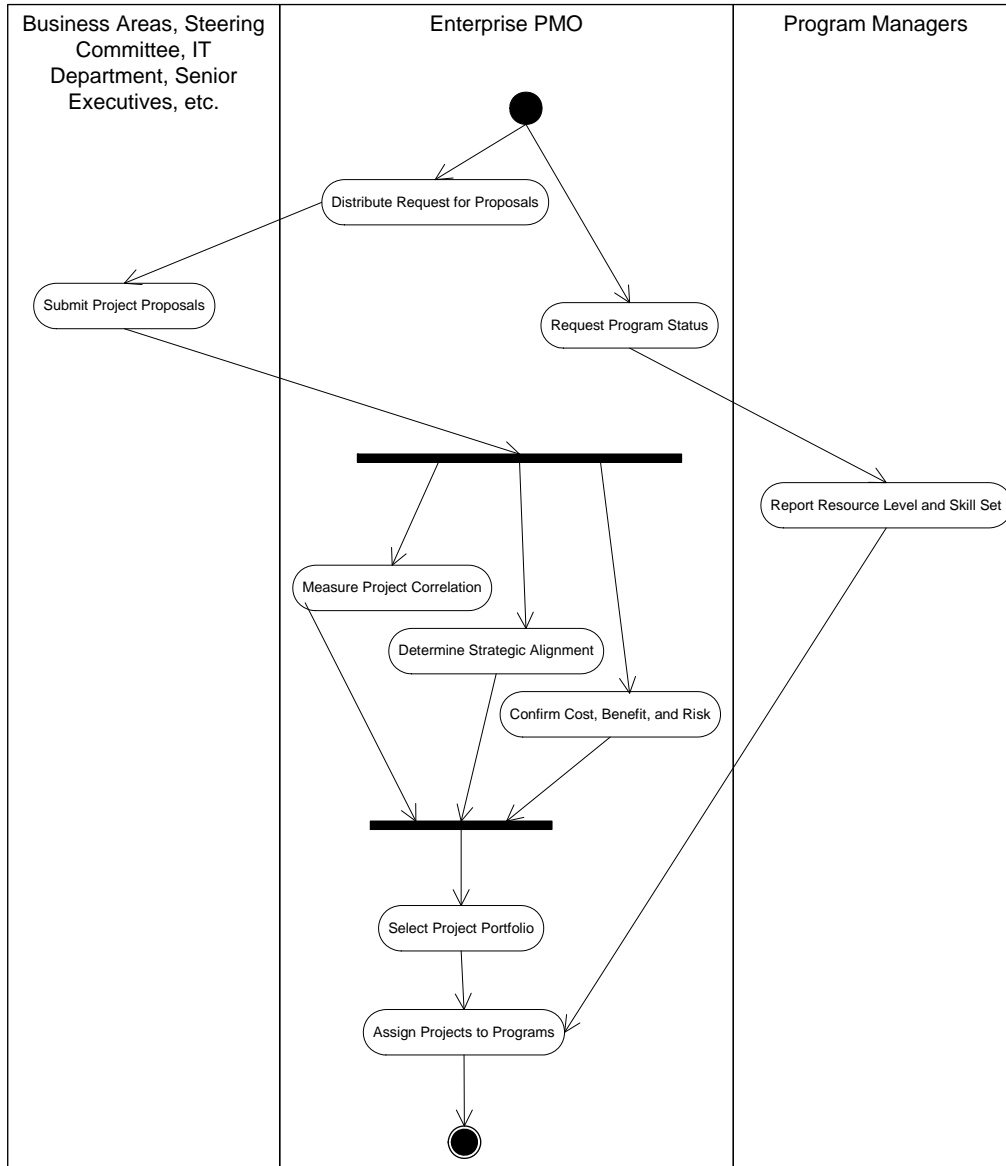 Business Areas, Steering
Committee, IT
Department, Senior
Executives, etc.
Enterprise PMO
Program Managers
Distribute Request for Proposals
Submit Project Proposals
Request Program Status
Report Resource Level and Skill Set
Measure Project Correlation
Determine Strategic Alignment
Confirm Cost, Benefit, and Risk
Select Project Portfolio
Assign Projects to Programs